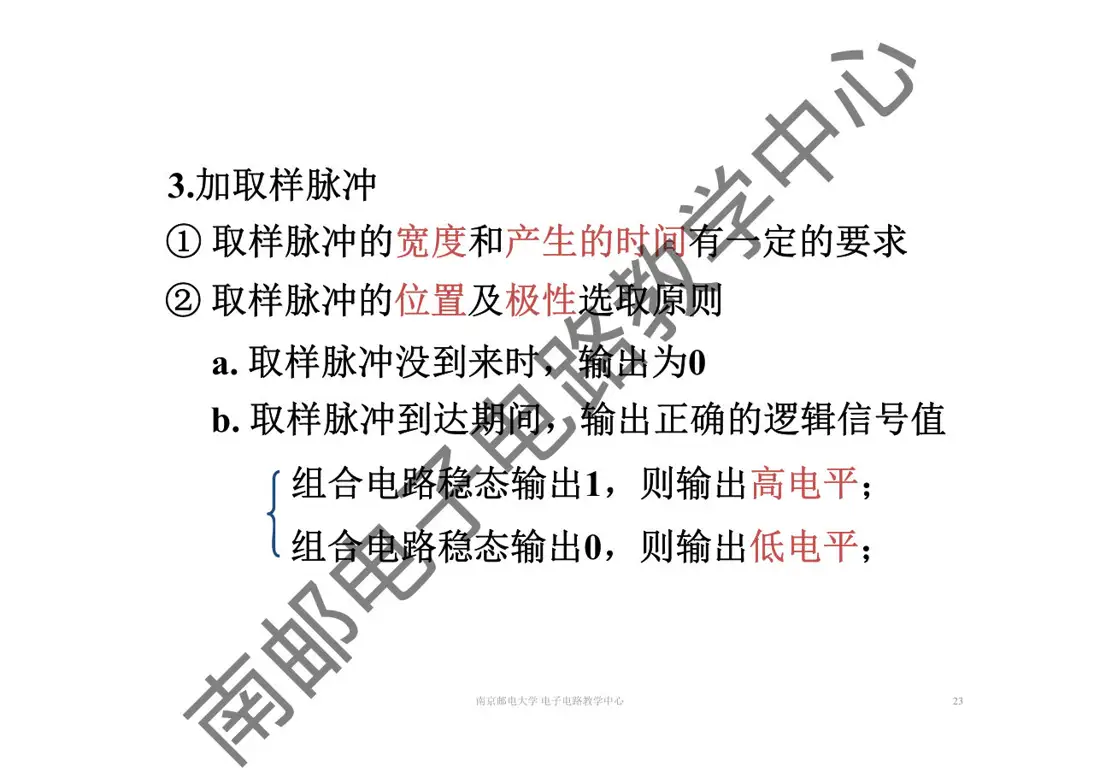 3.加取样脉冲
① 取样脉冲的宽度和产生的时间有一定的要求
② 取样脉冲的位置及极性选取原则
a. 取样脉冲没到来时，输出为0
b. 取样脉冲到达期间，输出正确的逻辑信号值
组合电路稳态输出1，则输出高电平；
组合电路稳态输出0，则输出低电平；
南邮电子电路教学中心
南京邮电大学 电子电路教学中心
23